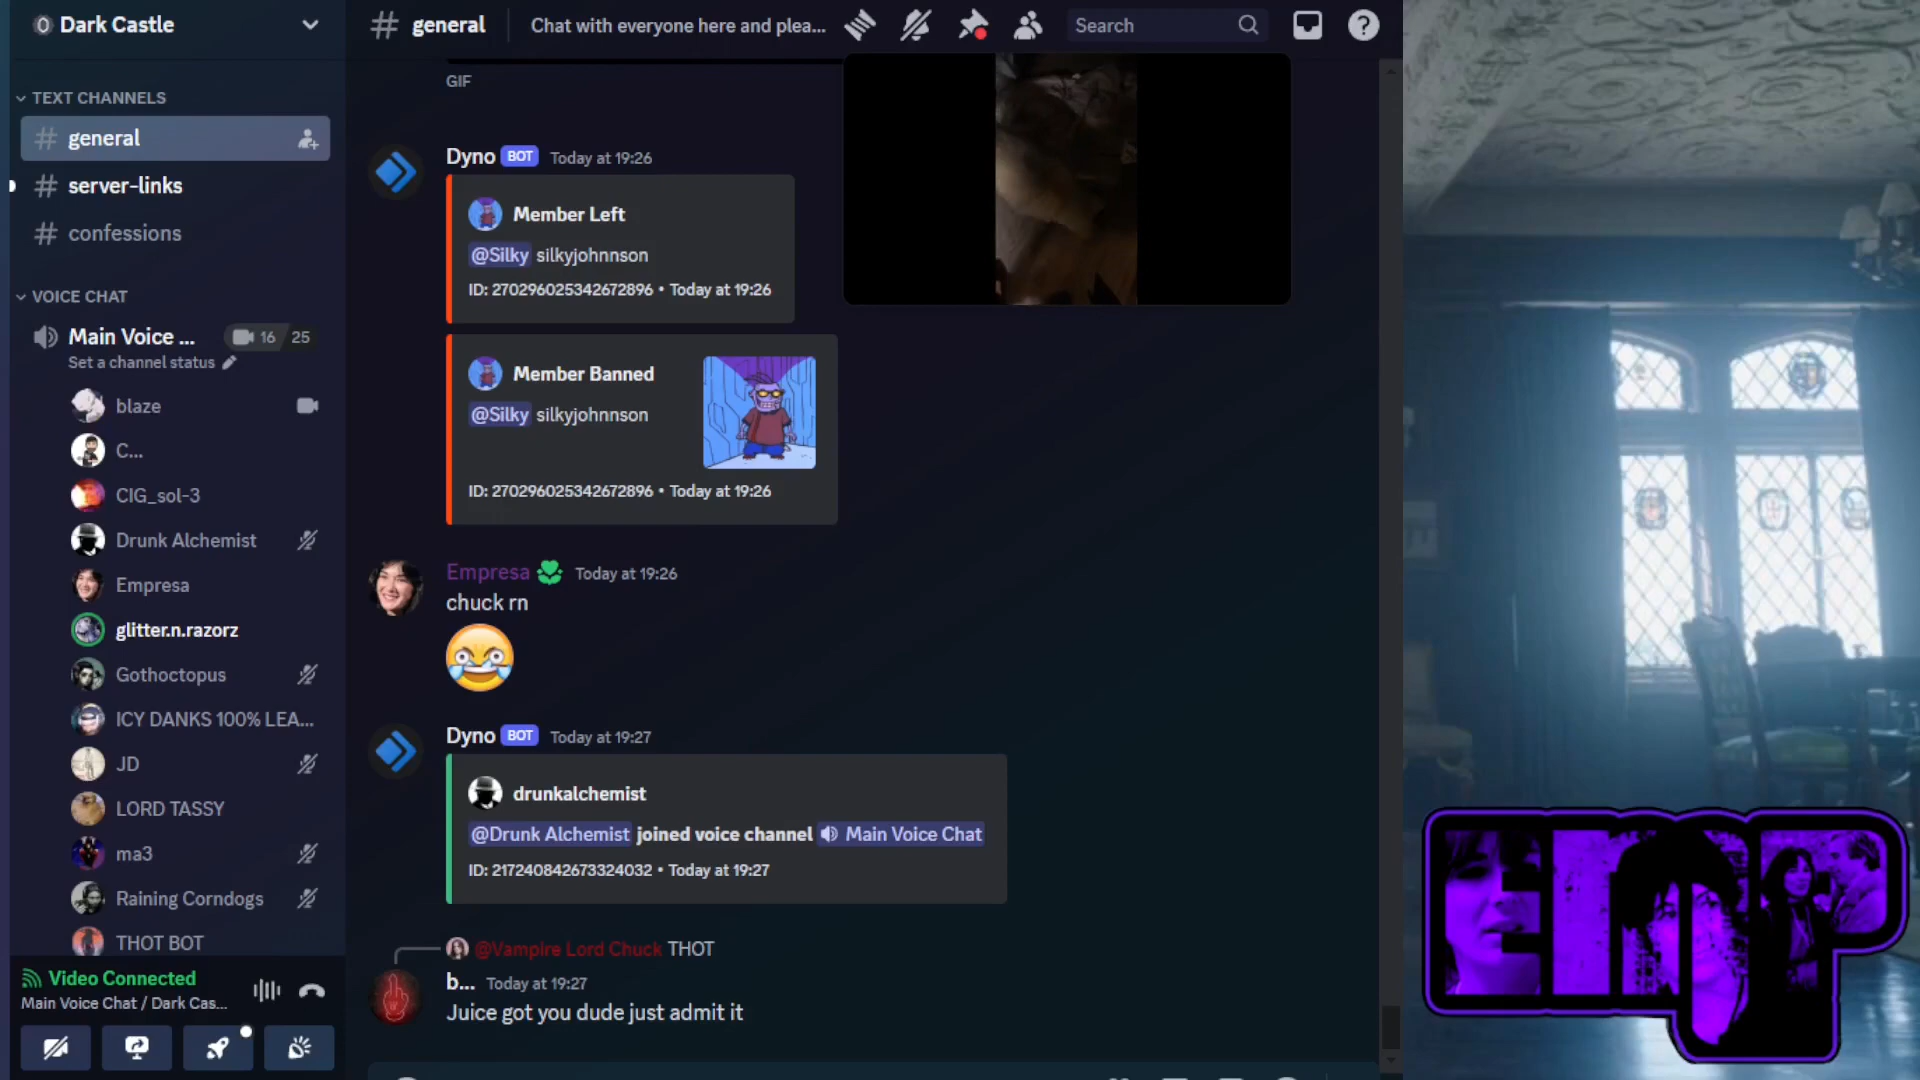 Dark Castle
TEXT CHANNELS
general
server-links
confessions
VOICE CHAT
Main Voice ...
16 25
Set a channel status
blaze
C...
CIG_sol-3
Drunk Alchemist
Empresa
glitter.n.razorz
Gothoctopus
ICY DANKS 100% LEA...
JD
LORD TASSY
ma3
Raining Corndogs
THOT BOT
Video Connected
Main Voice Chat / Dark Cas...
# general
Chat with everyone here and plea...
Search
GIF
Dyno BOT Today at 19:26
Member Left
@Silky silkyjohnnson
ID: 270296025342672896 • Today at 19:26
Member Banned
@Silky silkyjohnnson
ID: 270296025342672896 • Today at 19:26
Empresa Today at 19:26
chuck rn
Dyno BOT Today at 19:27
drunkalchemist
@Drunk Alchemist joined voice channel Main Voice Chat
ID: 217240842673324032 • Today at 19:27
@Vampire Lord Chuck THOT
b... Today at 19:27
Juice got you dude just admit it
EMP